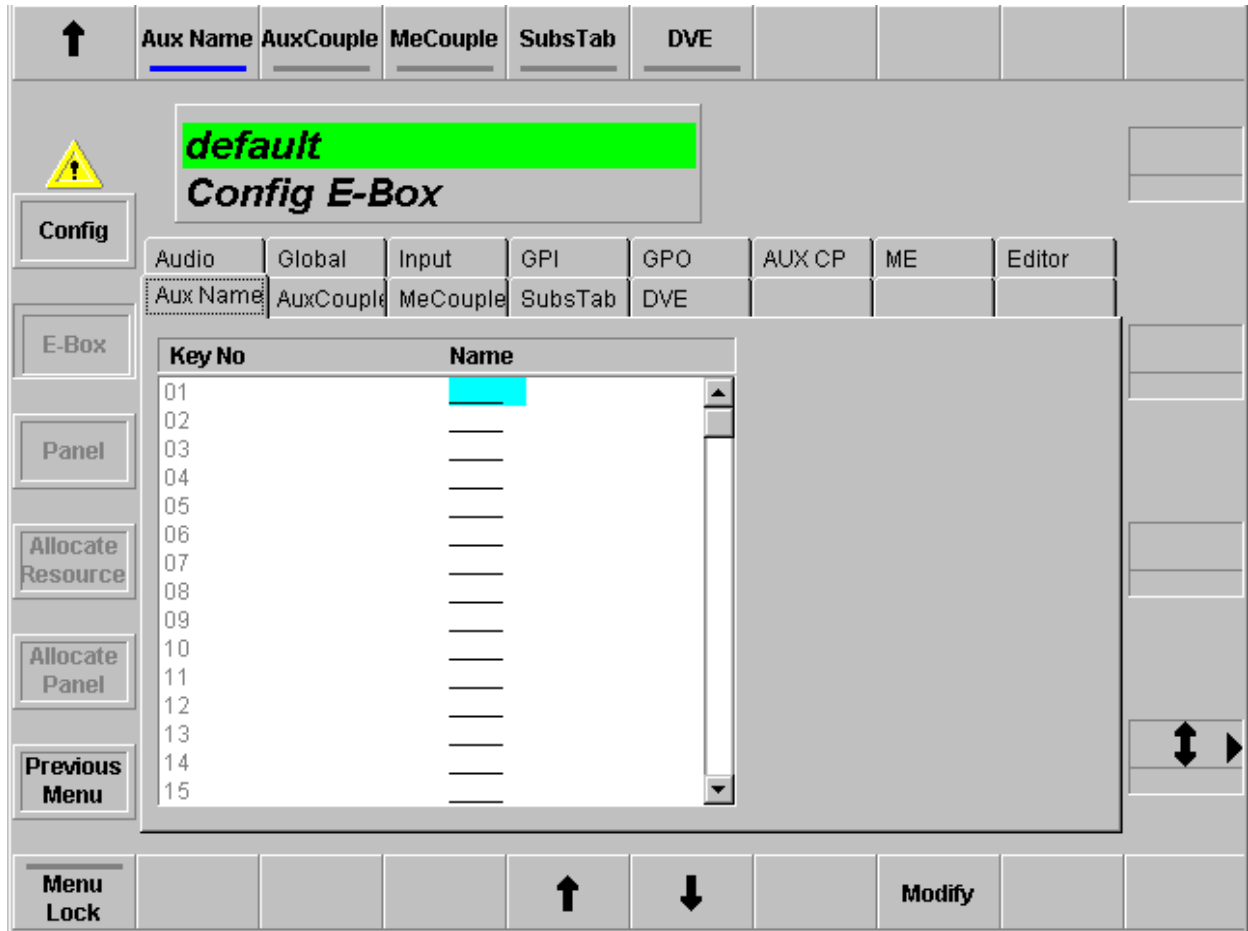 Aux Name AuxCouple MeCouple SubsTab DVE
default
Config E-Box
Config
Audio Global Input GPI GPO AUX CP ME Editor
Aux Name AuxCouple MeCouple SubsTab DVE
E-Box
Key No Name
01
02
03
04
05
06
07
08
09
10
11
12
13
14
15
Panel
Allocate
Resource
Allocate
Panel
Previous
Menu
Menu
Lock
Modify